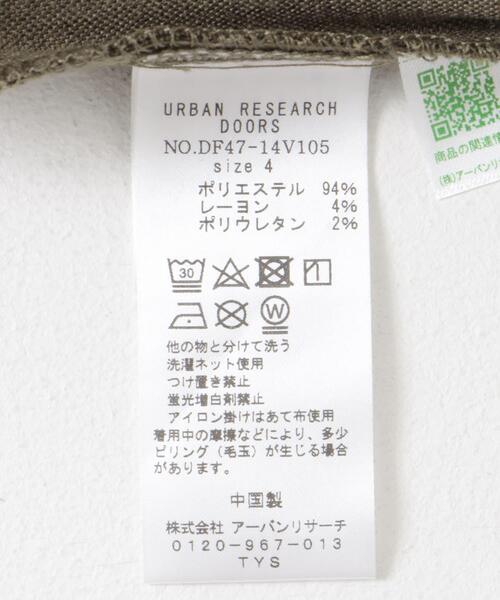 URBAN RESEARCH
DOORS
NO.DF47-14V105
size 4
ポリエステル 94%
レーヨン 4%
ポリウレタン 2%
30
W
他の物と分けて洗う
洗濯ネット使用
つけ置き禁止
蛍光増白剤禁止
アイロン掛けはあて布使用
着用中の摩擦などにより、多少
ピリング（毛玉）が生じる場合
があります。
中国製
株式会社 アーバンリサーチ
0120-967-013
TYS
商品の関連情
(株)アーバンリ